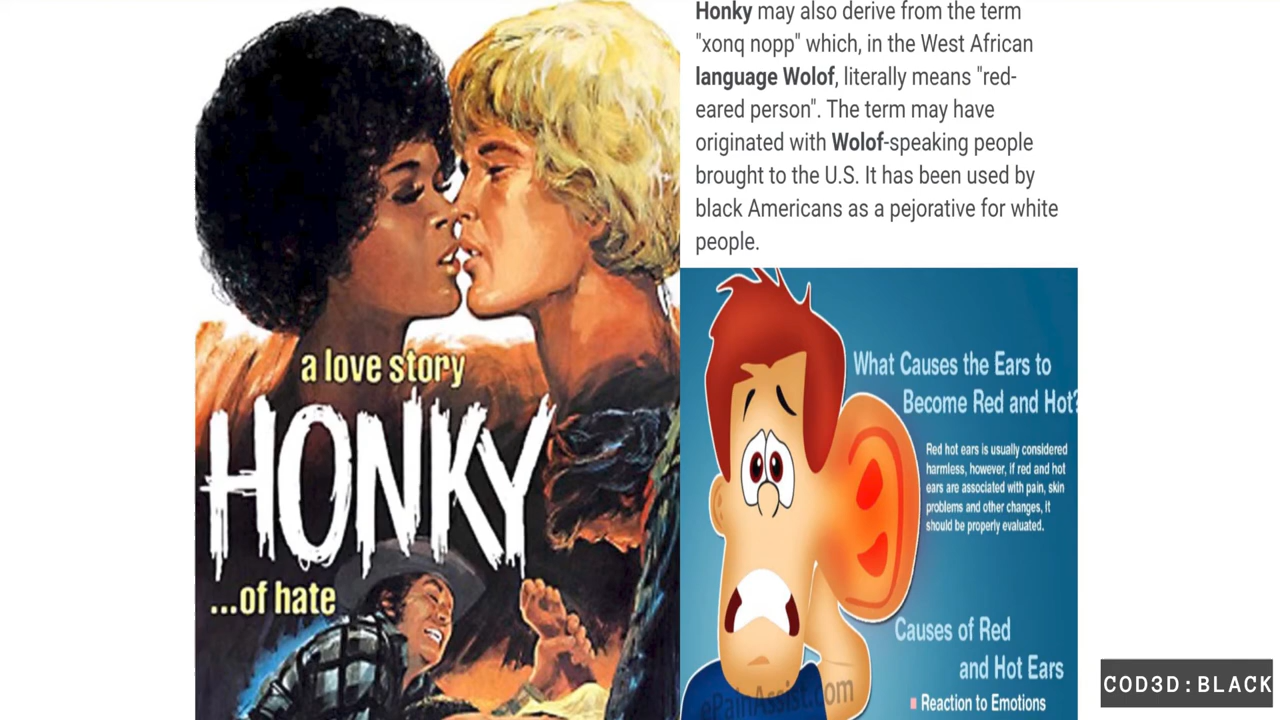 a love story
HONKY
...of hate
Honky may also derive from the term
"xonq nopp" which, in the West African
language Wolof, literally means "red-
eared person". The term may have
originated with Wolof-speaking people
brought to the U.S. It has been used by
black Americans as a pejorative for white
people.
What Causes the Ears to
Become Red and Hot?
Red hot ears is usually considered
harmless, however, if red and hot
ears are associated with pain, skin
problems and other changes, it
should be properly evaluated.
Causes of Red
and Hot Ears
Reaction to Emotions
ePainAssist.com
COD3D:BLACK